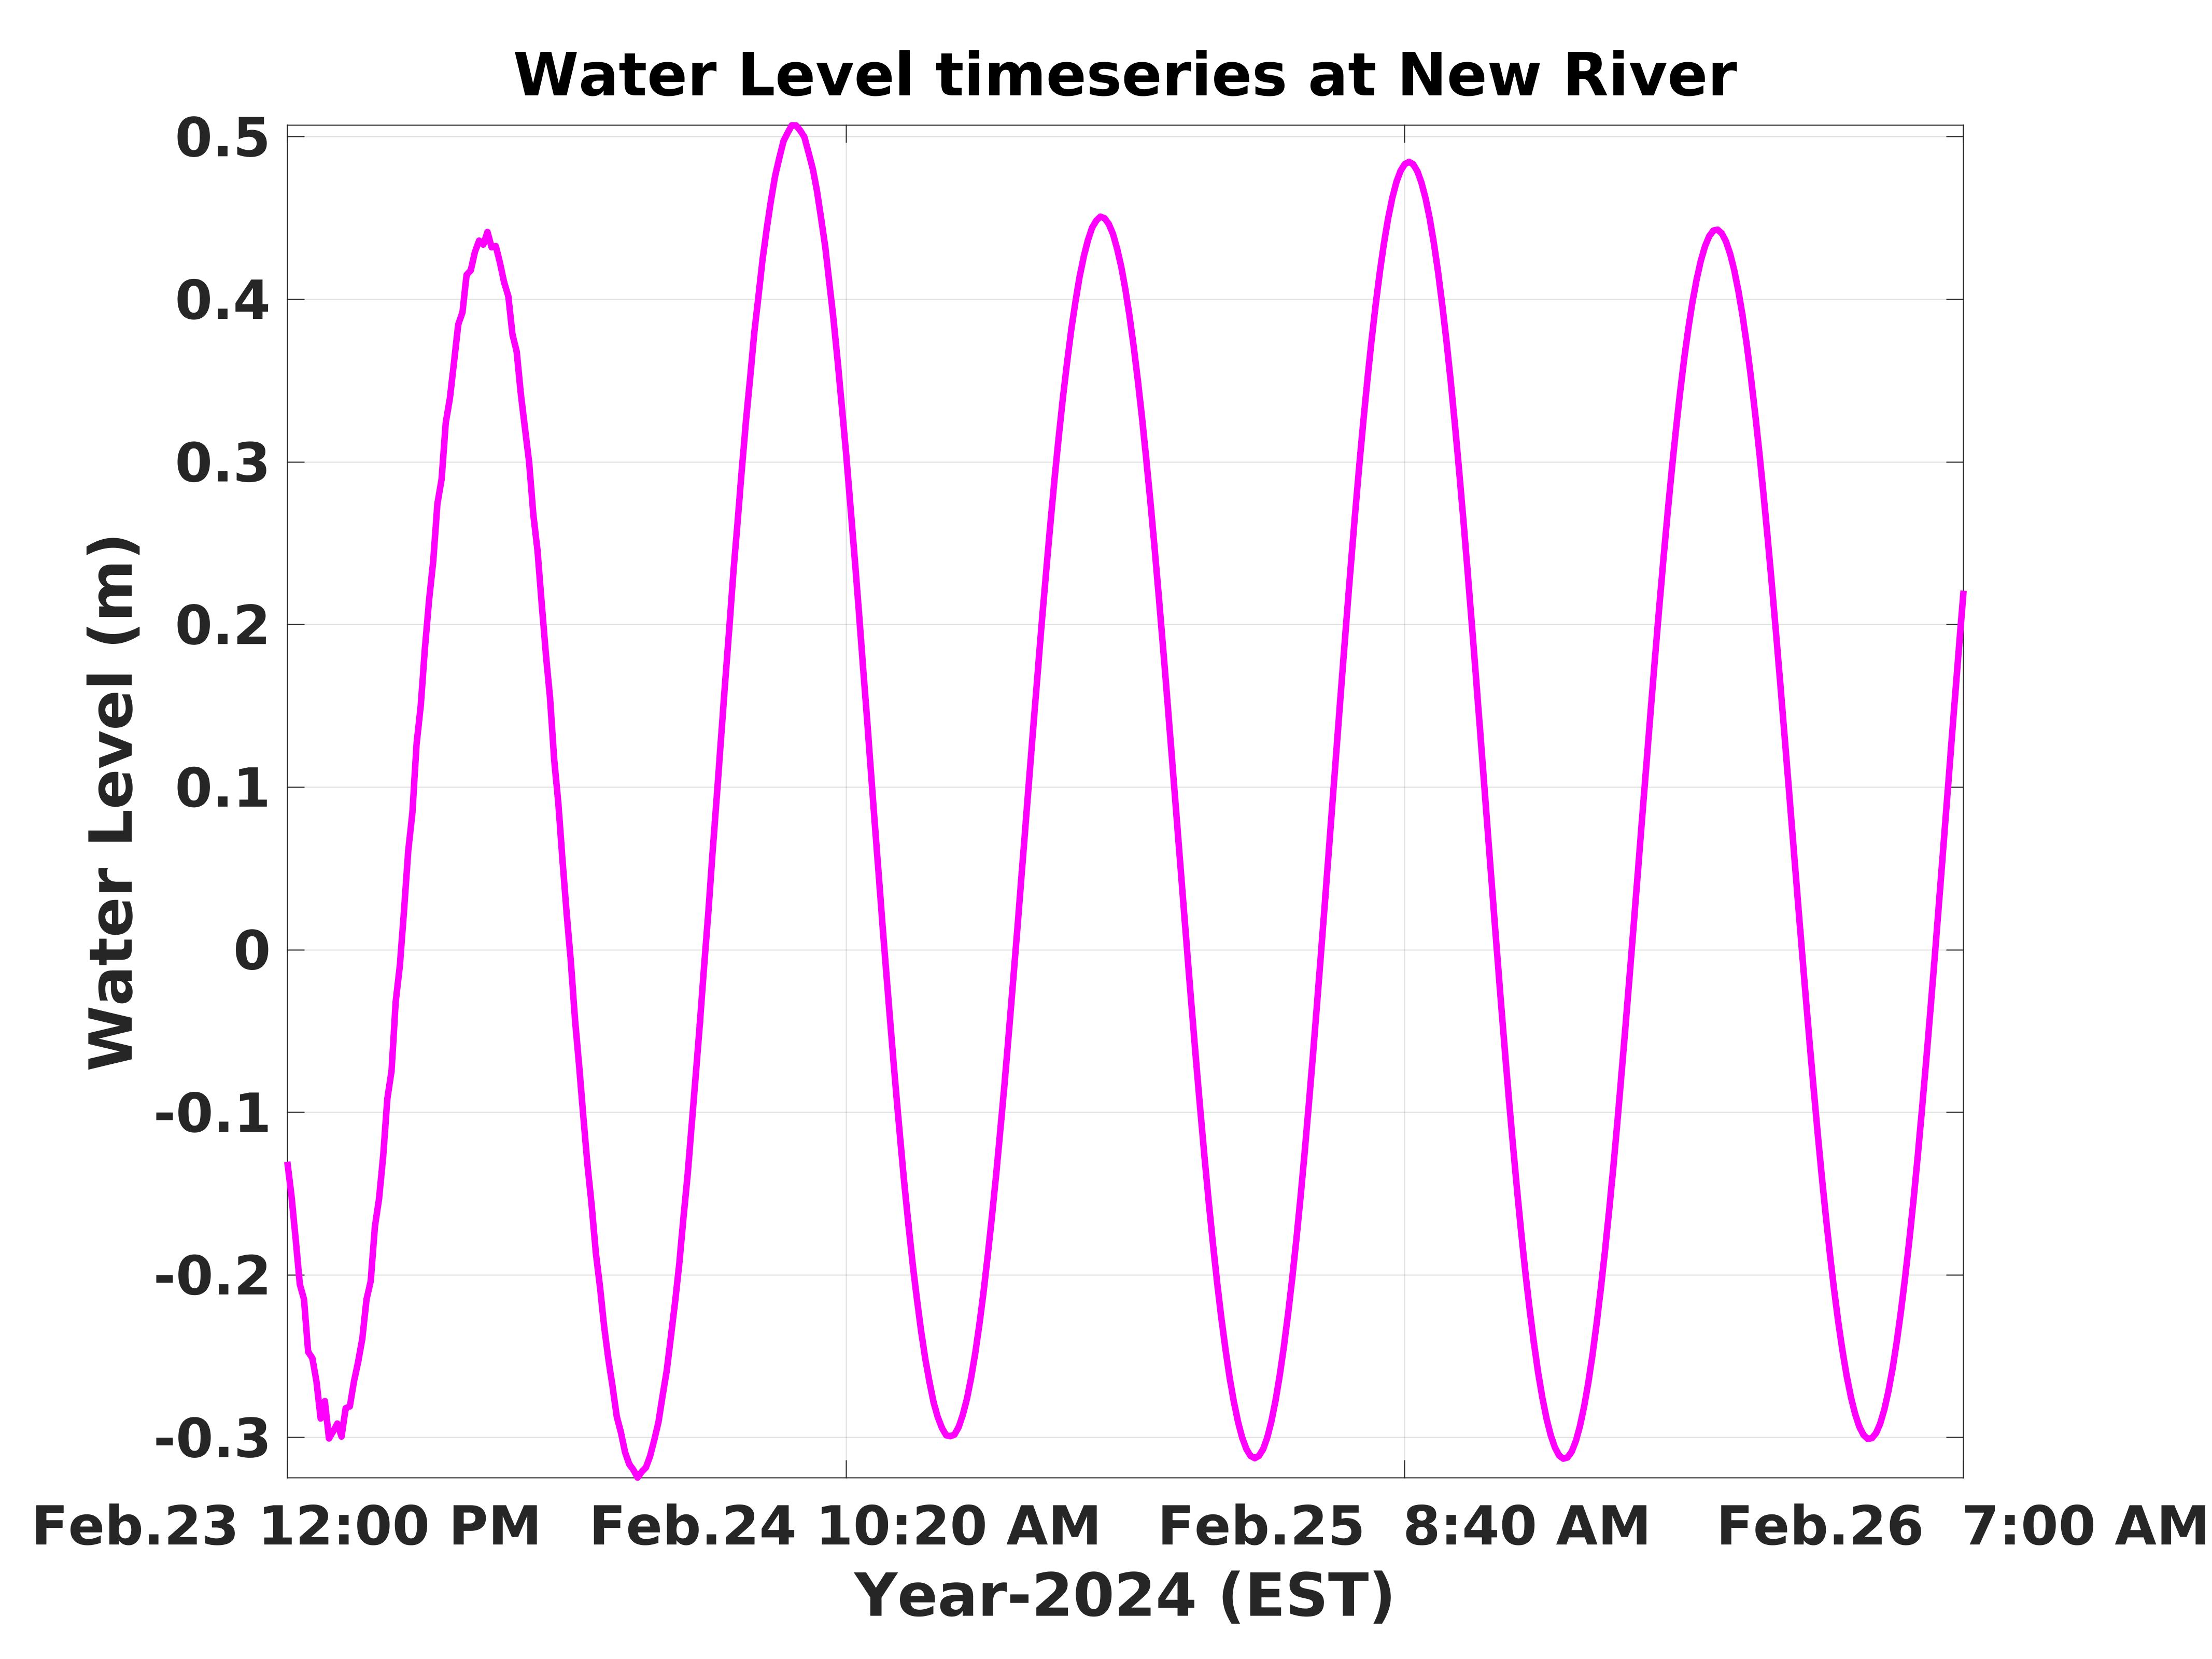 Water Level timeseries at New River
Water Level (m)
0.5
0.4
0.3
0.2
0.1
0
-0.1
-0.2
-0.3
Feb.23 12:00 PM Feb.24 10:20 AM Feb.25 8:40 AM Feb.26 7:00 AM
Year-2024 (EST)